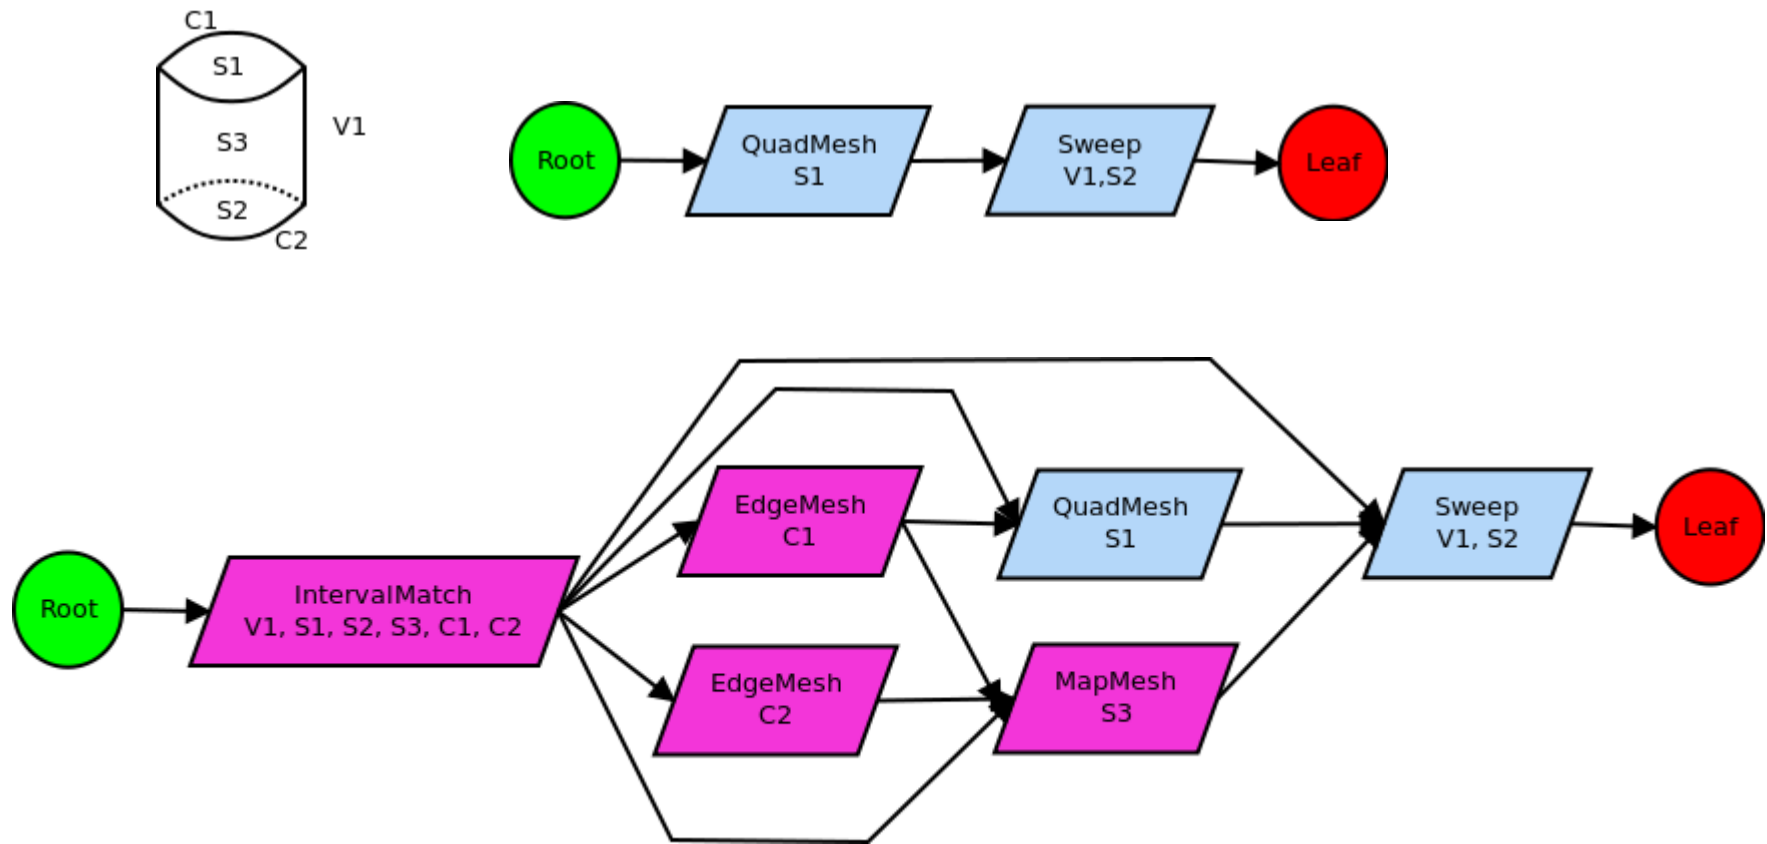 C1
S1
S3
V1
S2
C2
Root
QuadMesh
S1
Sweep
V1,S2
Leaf
Root
IntervalMatch
V1, S1, S2, S3, C1, C2
EdgeMesh
C1
EdgeMesh
C2
QuadMesh
S1
MapMesh
S3
Sweep
V1, S2
Leaf